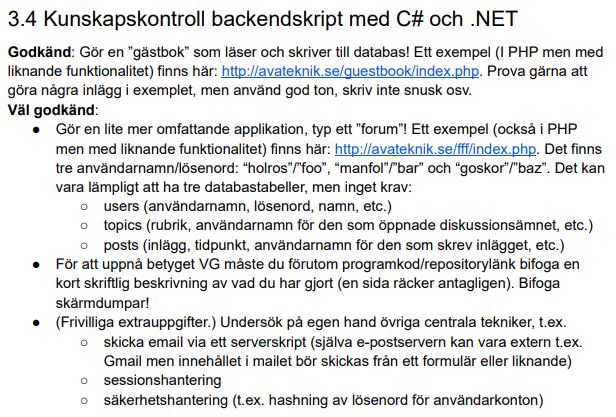 3.4 Kunskapskontroll backendskript med C# och .NET
Godkänd: Gör en ”gästbok” som läser och skriver till databas! Ett exempel (I PHP men med
liknande funktionalitet) finns här: http://avateknik.se/guestbook/index.php. Prova gärna att
göra några inlägg i exemplet, men använd god ton, skriv inte snusk osv.
Väl godkänd:
● Gör en lite mer omfattande applikation, typ ett ”forum”! Ett exempel (också i PHP
men med liknande funktionalitet) finns här: http://avateknik.se/fff/index.php. Det finns
tre användarnamn/lösenord: “holros”/”foo”, “manfol”/”bar” och “goskor”/”baz”. Det kan
vara lämpligt att ha tre databastabeller, men inget krav:
○ users (användarnamn, lösenord, namn, etc.)
○ topics (rubrik, användarnamn för den som öppnade diskussionsämnet, etc.)
○ posts (inlägg, tidpunkt, användarnamn för den som skrev inlägget, etc.)
● För att uppnå betyget VG måste du förutom programkod/repositorylänk bifoga en
kort skriftlig beskrivning av vad du har gjort (en sida räcker antagligen). Bifoga
skärmdumpar!
● (Frivilliga extrauppgifter.) Undersök på egen hand övriga centrala tekniker, t.ex.
○ skicka email via ett serverskript (själva e-postservern kan vara extern t.ex.
Gmail men innehållet i mailet bör skickas från ett formulär eller liknande)
○ sessionshantering
○ säkerhetshantering (t.ex. hashning av lösenord för användarkonton)